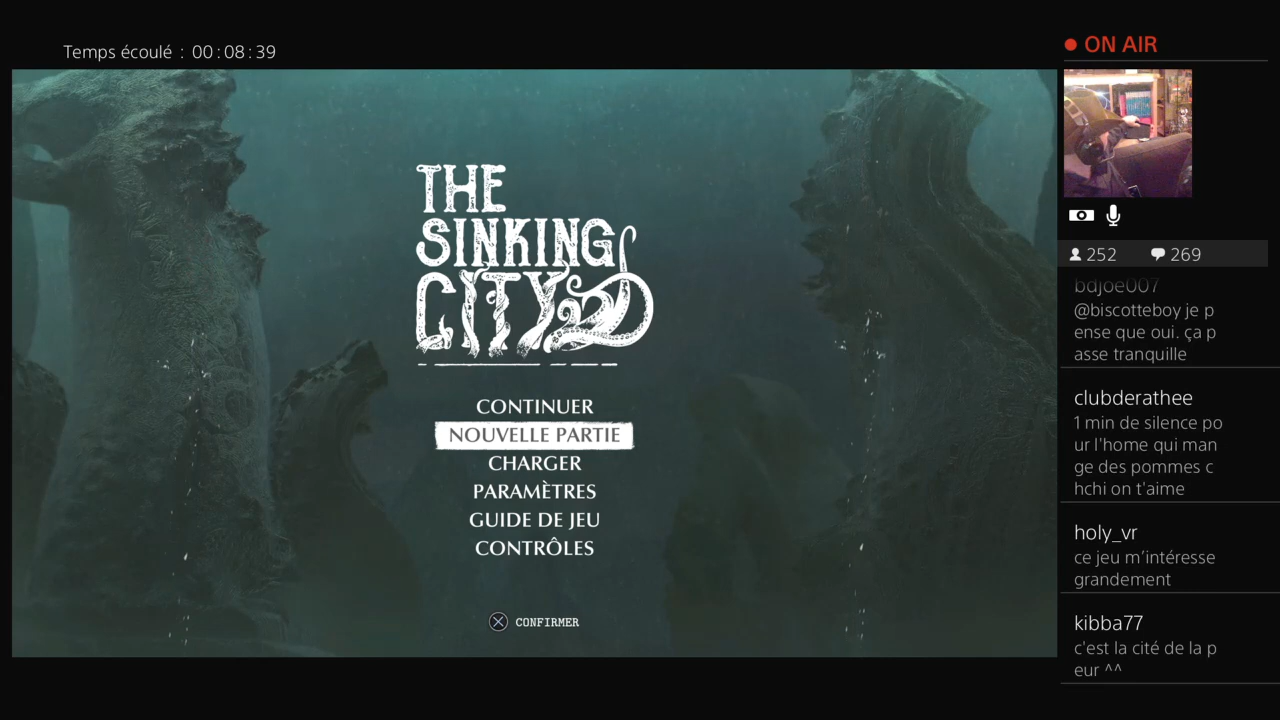 Temps écoulé : 00:08:39
ON AIR
THE
SINKING
CITY
CONTINUER
NOUVELLE PARTIE
CHARGER
PARAMÈTRES
GUIDE DE JEU
CONTRÔLES
CONFIRMER
252 269
bdjoe007
@biscotteboy je p
ense que oui. ça p
asse tranquille
clubderathee
1 min de silence po
ur l'home qui man
ge des pommes c
hchi on t'aime
holy_vr
ce jeu m’intéresse
grandement
kibba77
c'est la cité de la p
eur ^^